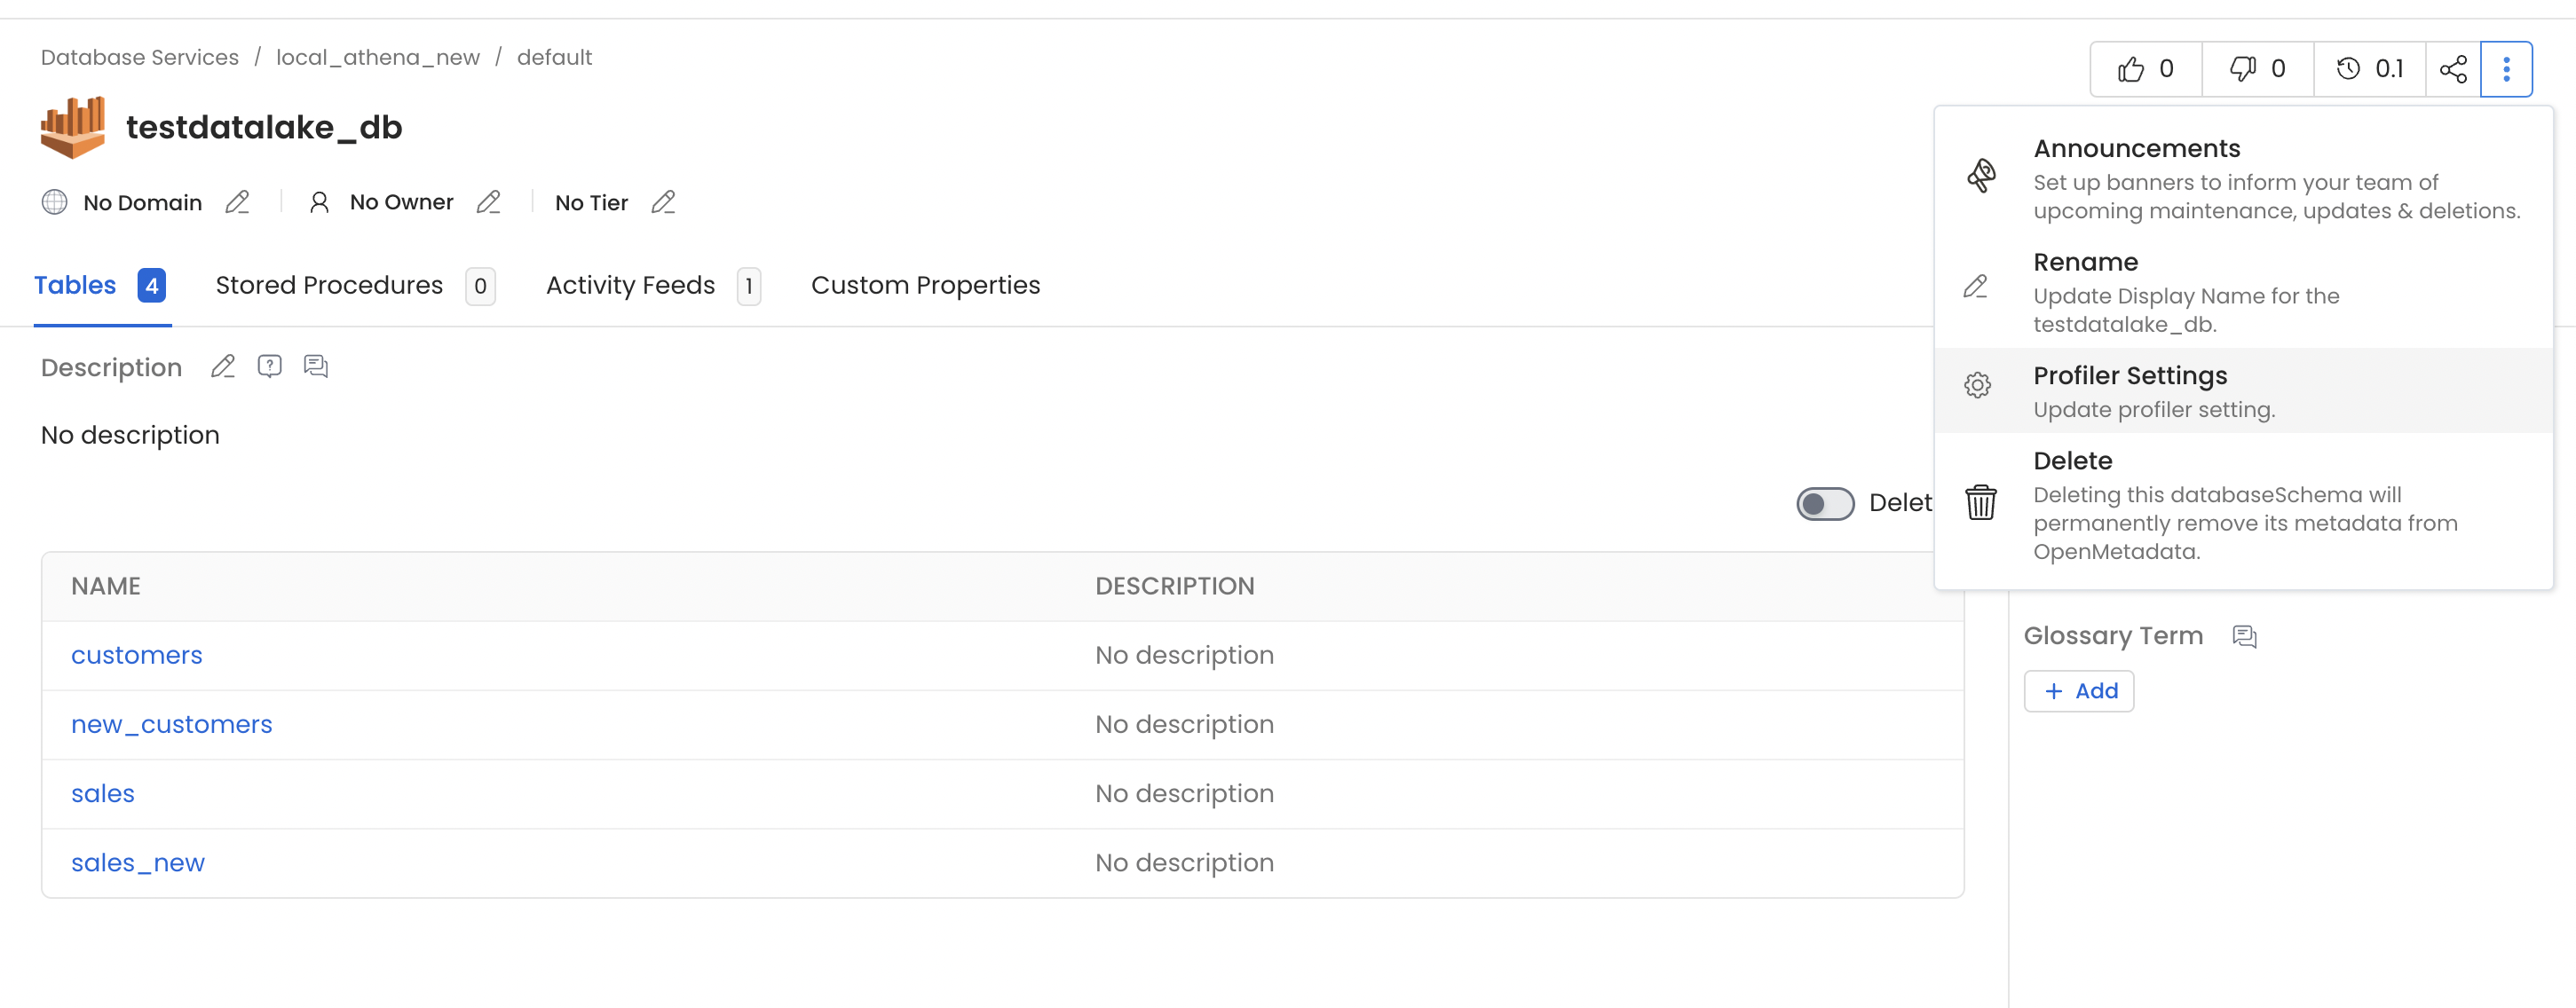 Database Services / local_athena_new / default
0 0 0.1
testdatalake_db
No Domain No Owner No Tier
Tables 4 Stored Procedures 0 Activity Feeds 1 Custom Properties
Description
No description
Delet
NAME DESCRIPTION
customers No description
new_customers No description
sales No description
sales_new No description
Announcements
Set up banners to inform your team of
upcoming maintenance, updates & deletions.
Rename
Update Display Name for the
testdatalake_db.
Profiler Settings
Update profiler setting.
Delete
Deleting this databaseSchema will
permanently remove its metadata from
OpenMetadata.
Glossary Term
+ Add